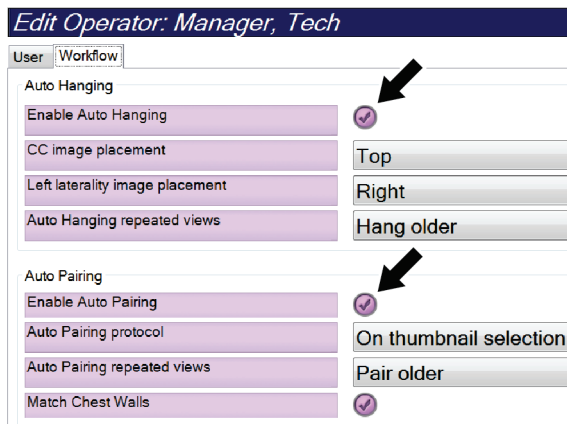 Edit Operator: Manager, Tech
User Workflow
Auto Hanging
Enable Auto Hanging
CC image placement Top
Left laterality image placement Right
Auto Hanging repeated views Hang older
Auto Pairing
Enable Auto Pairing
Auto Pairing protocol On thumbnail selection
Auto Pairing repeated views Pair older
Match Chest Walls